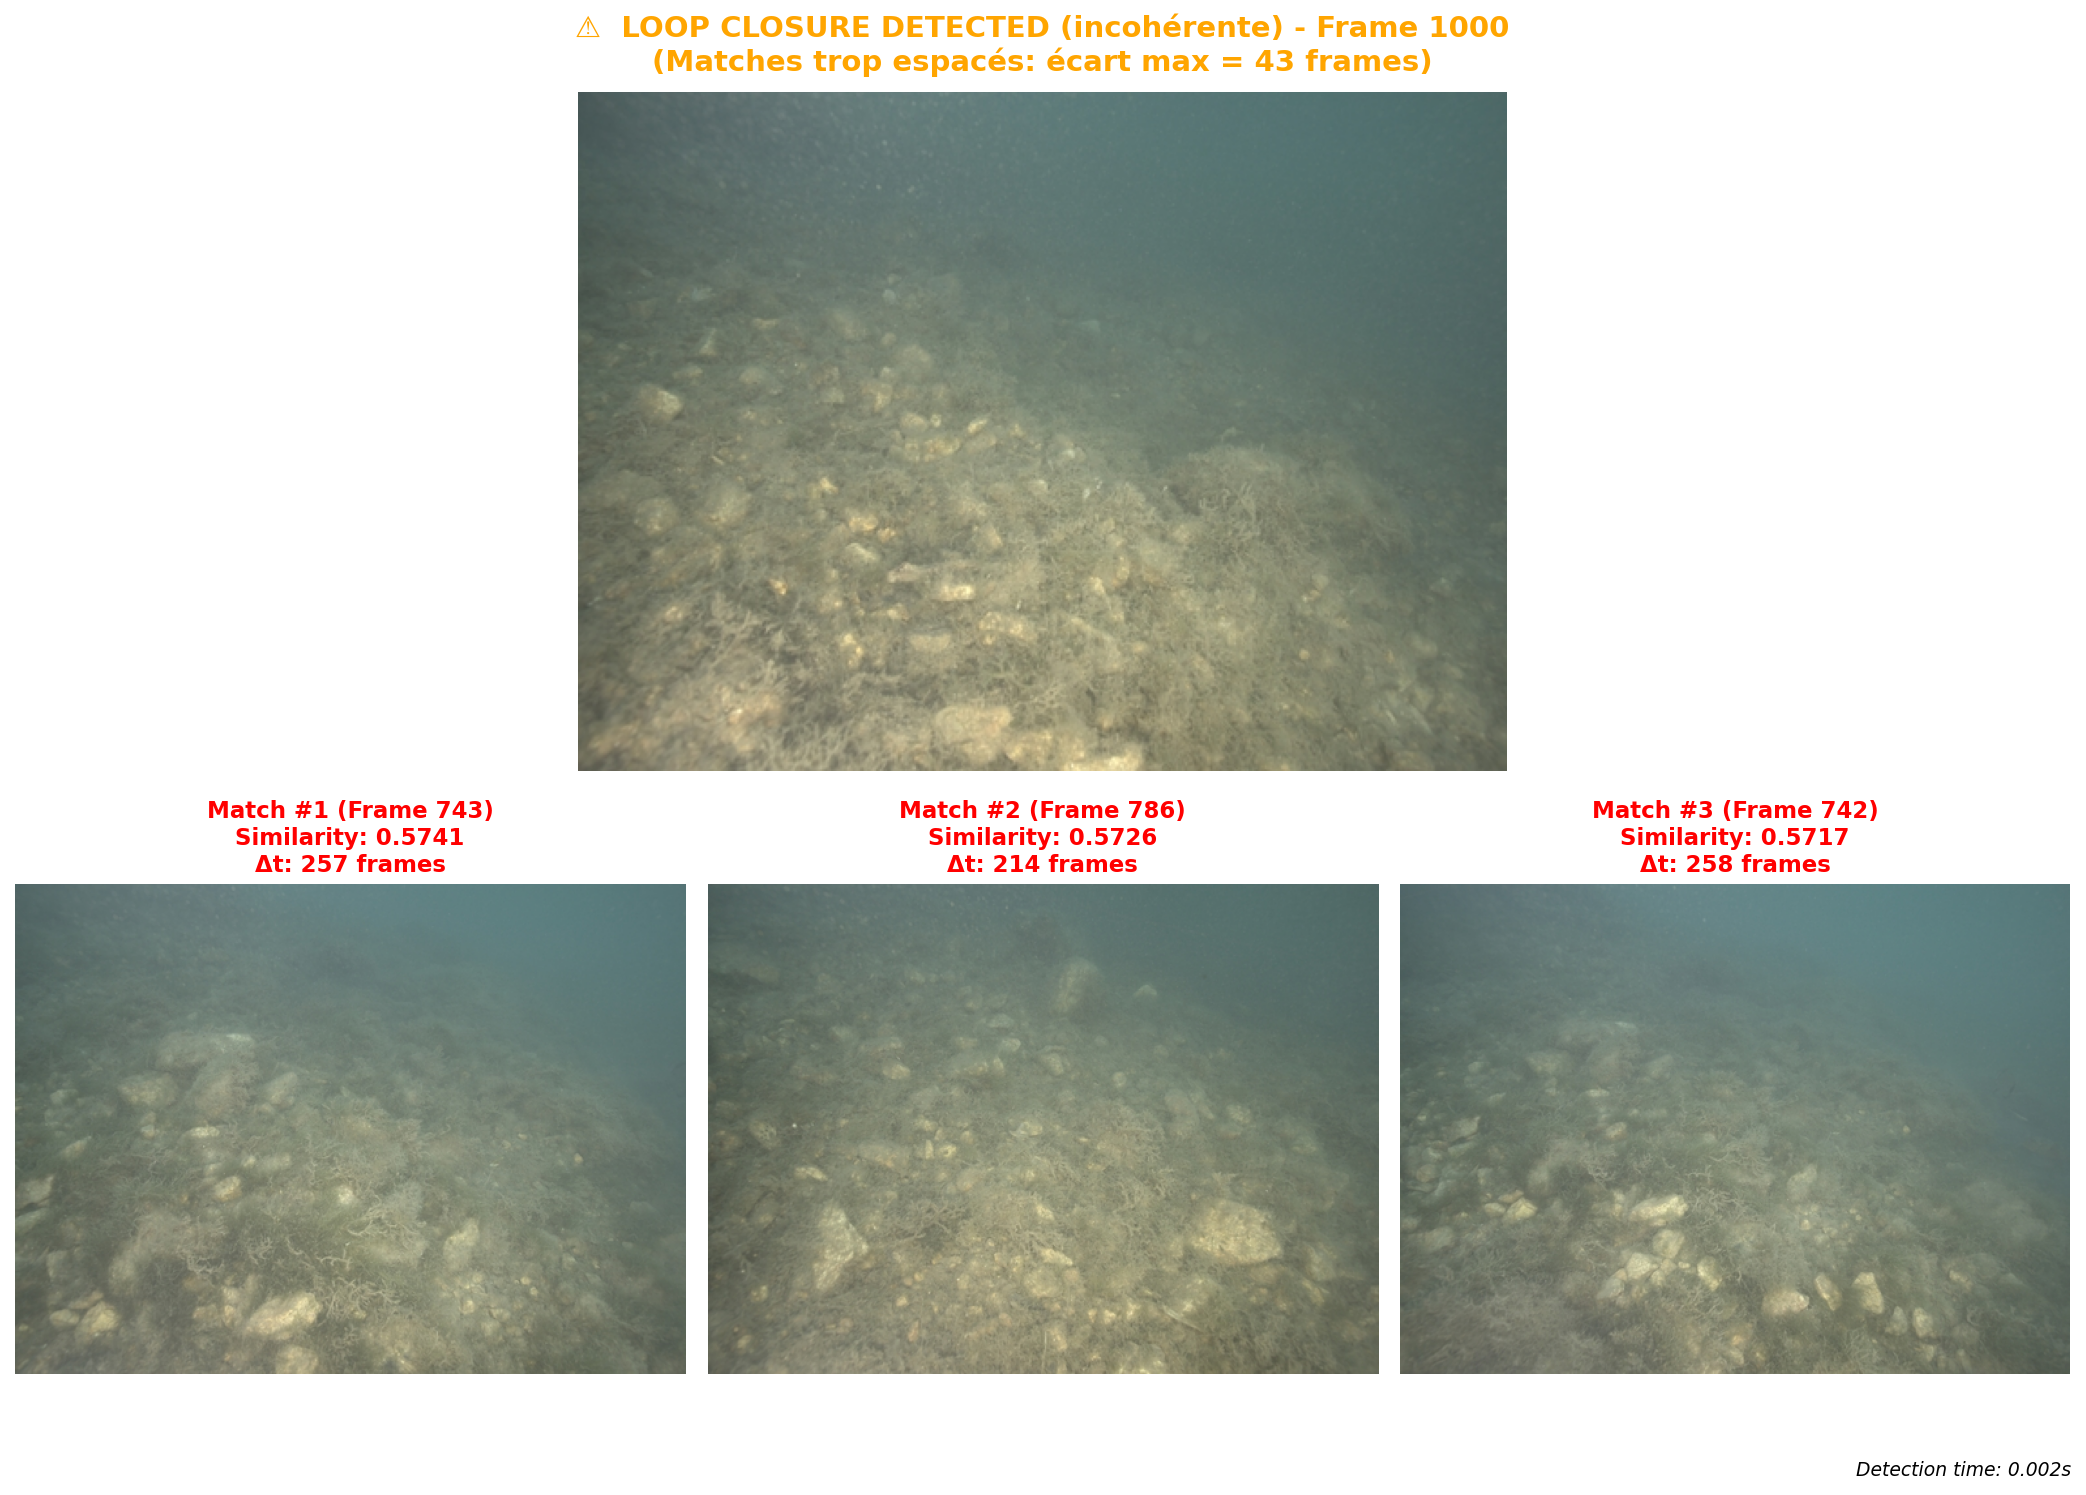 ⚠ LOOP CLOSURE DETECTED (incohérente) - Frame 1000
(Matches trop espacés: écart max = 43 frames)
Match #1 (Frame 743)
Similarity: 0.5741
Δt: 257 frames
Match #2 (Frame 786)
Similarity: 0.5726
Δt: 214 frames
Match #3 (Frame 742)
Similarity: 0.5717
Δt: 258 frames
Detection time: 0.002s